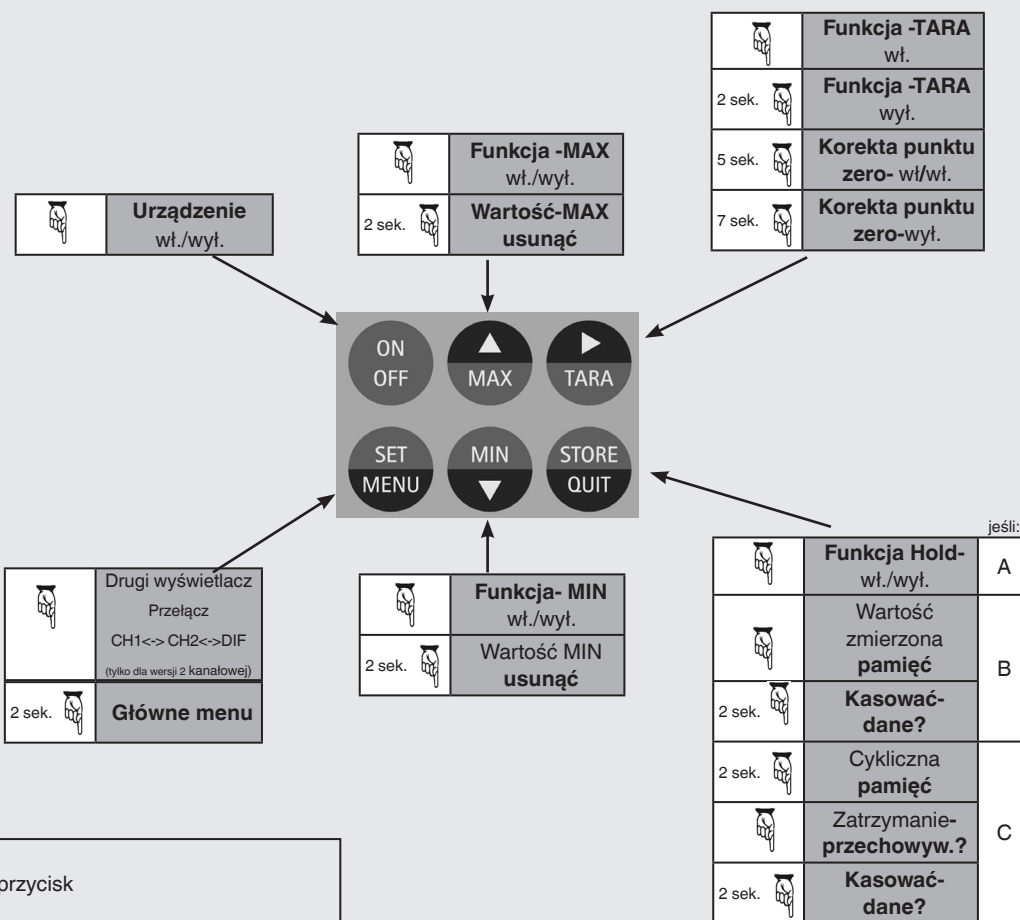 Funkcja -TARA
wł.
2 sek.
Funkcja -TARA
wył.
5 sek.
Korekta punktu
zero- wł/wł.
7 sek.
Korekta punktu
zero-wył.
Funkcja -MAX
wł./wył.
2 sek.
Wartość-MAX
usunąć
Urządzenie
wł./wył.
ON
OFF
MAX
TARA
SET
MENU
MIN
STORE
QUIT
Drugi wyświetlacz
Przełącz
CH1<-> CH2<->DIF
(tylko dla wersji 2 kanałowej)
2 sek.
Główne menu
Funkcja- MIN
wł./wył.
2 sek.
Wartość MIN
usunąć
jeśli:
Funkcja Hold-
wł./wył.
A
Wartość
zmierzona
pamięć
B
2 sek.
Kasować-
dane?
2 sek.
Cykliczna
pamięć
Zatrzymanie-
przechowyw.?
C
2 sek.
Kasować-
dane?
przycisk